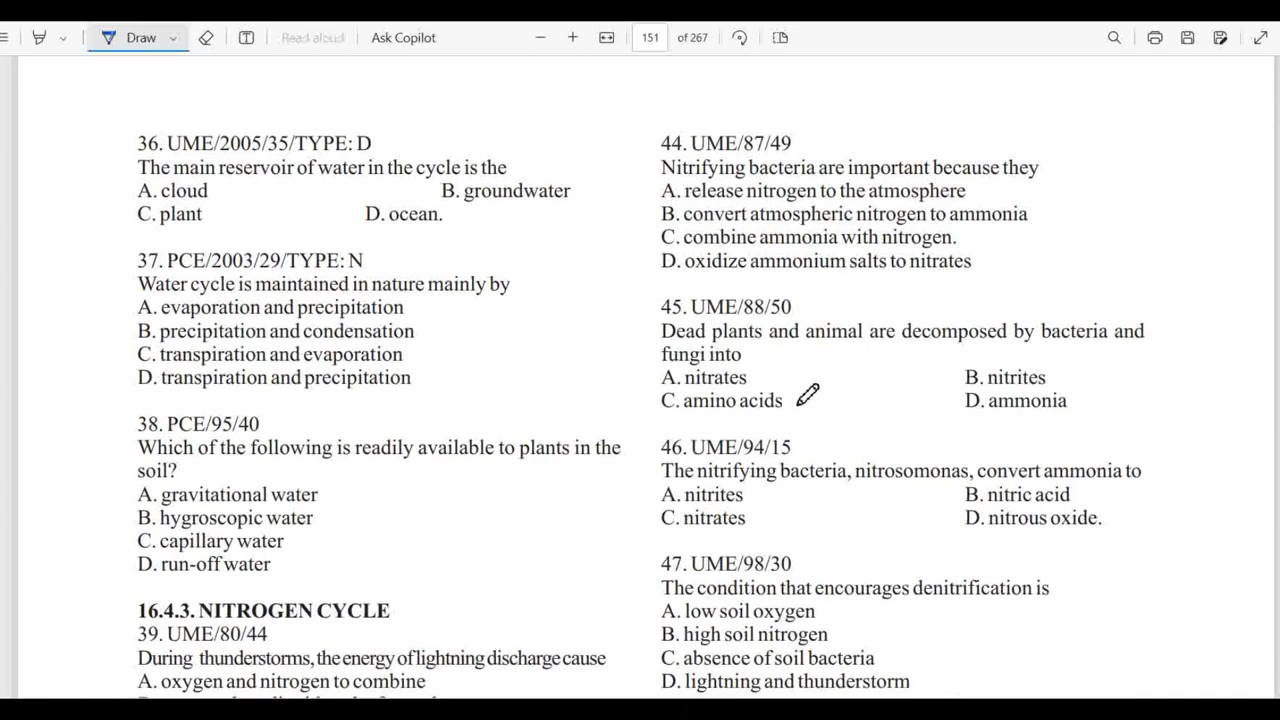 Draw
Read aloud
Ask Copilot
151
of 267
36. UME/2005/35/TYPE: D
The main reservoir of water in the cycle is the
A. cloud B. groundwater
C. plant D. ocean.
37. PCE/2003/29/TYPE: N
Water cycle is maintained in nature mainly by
A. evaporation and precipitation
B. precipitation and condensation
C. transpiration and evaporation
D. transpiration and precipitation
38. PCE/95/40
Which of the following is readily available to plants in the
soil?
A. gravitational water
B. hygroscopic water
C. capillary water
D. run-off water
16.4.3. NITROGEN CYCLE
39. UME/80/44
During thunderstorms, the energy of lightning discharge cause
A. oxygen and nitrogen to combine
44. UME/87/49
Nitrifying bacteria are important because they
A. release nitrogen to the atmosphere
B. convert atmospheric nitrogen to ammonia
C. combine ammonia with nitrogen.
D. oxidize ammonium salts to nitrates
45. UME/88/50
Dead plants and animal are decomposed by bacteria and
fungi into
A. nitrates B. nitrites
C. amino acids D. ammonia
46. UME/94/15
The nitrifying bacteria, nitrosomonas, convert ammonia to
A. nitrites B. nitric acid
C. nitrates D. nitrous oxide.
47. UME/98/30
The condition that encourages denitrification is
A. low soil oxygen
B. high soil nitrogen
C. absence of soil bacteria
D. lightning and thunderstorm